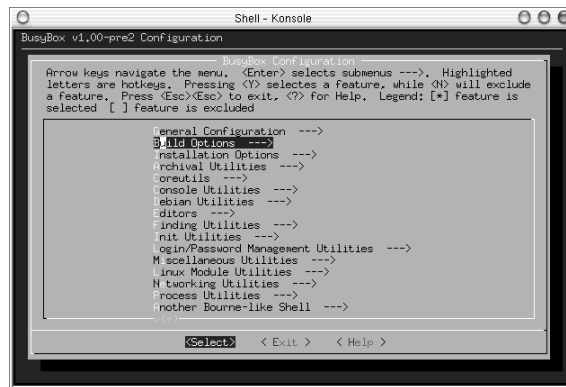 Shell - Konsole
BusyBox v1.00-pre2 Configuration
BusyBox Configuration
Arrow keys navigate the menu. <Enter> selects submenus --->. Highlighted
letters are hotkeys. Pressing <Y> selectes a feature, while <N> will exclude
a feature. Press <Esc><Esc> to exit, <?> for Help. Legend: [*] feature is
selected [ ] feature is excluded
General Configuration --->
Build Options --->
Installation Options --->
Archival Utilities --->
Coreutils --->
Console Utilities --->
Debian Utilities --->
Editors --->
Finding Utilities --->
Init Utilities --->
Login/Password Management Utilities --->
Miscellaneous Utilities --->
Linux Module Utilities --->
Networking Utilities --->
Process Utilities --->
Another Bourne-like Shell --->
<Select> < Exit > < Help >